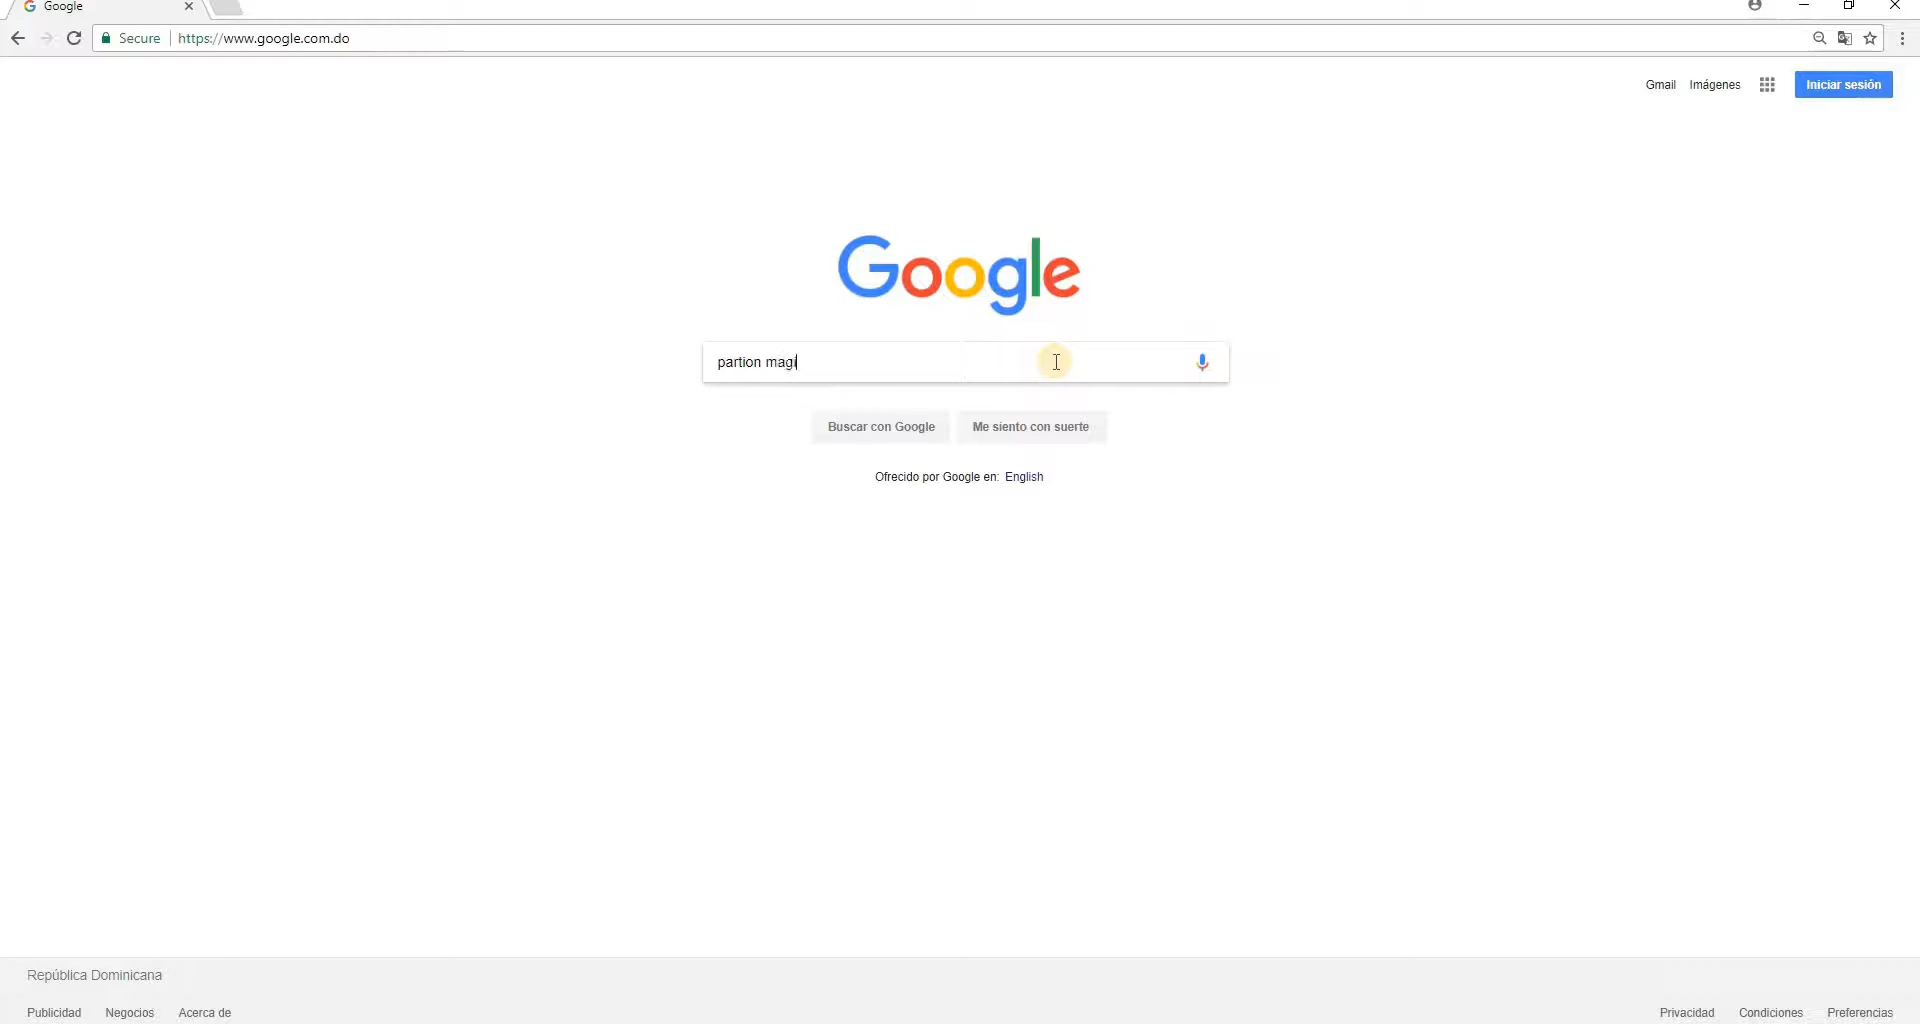 Google
Secure https://www.google.com.do
Gmail Imágenes Iniciar sesión
Google
partion magi
Buscar con Google Me siento con suerte
Ofrecido por Google en: English
República Dominicana
Publicidad Negocios Acerca de Privacidad Condiciones Preferencias